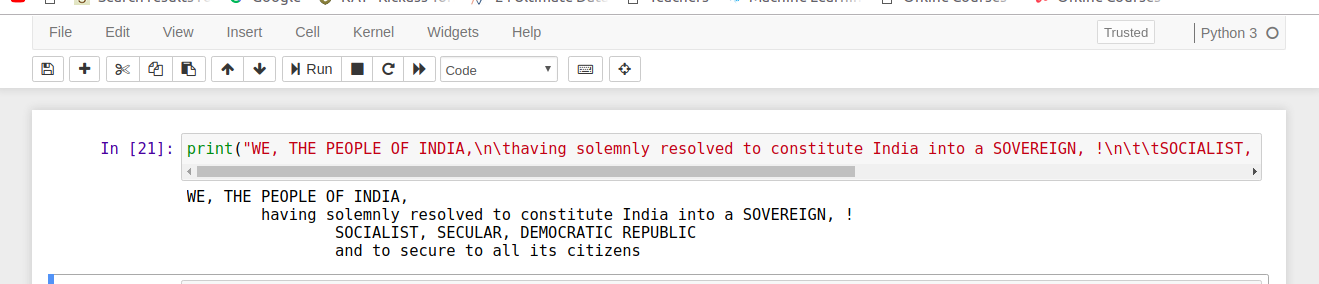 Google
File Edit View Insert Cell Kernel Widgets Help Trusted Python 3
Run Code
In [21]: print("WE, THE PEOPLE OF INDIA,\n\thaving solemnly resolved to constitute India into a SOVEREIGN, !\n\t\tSOCIALIST,
WE, THE PEOPLE OF INDIA,
having solemnly resolved to constitute India into a SOVEREIGN, !
SOCIALIST, SECULAR, DEMOCRATIC REPUBLIC
and to secure to all its citizens